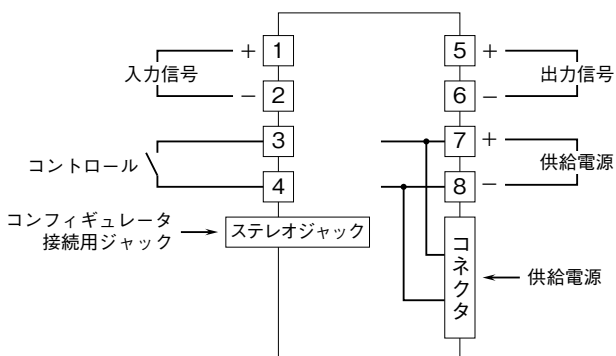 入力信号
+ 1
− 2
コントロール
3
4
コンフィギュレータ
接続用ジャック
ステレオジャック
5 +
6 −
出力信号
7 +
8 −
供給電源
コネクタ
供給電源